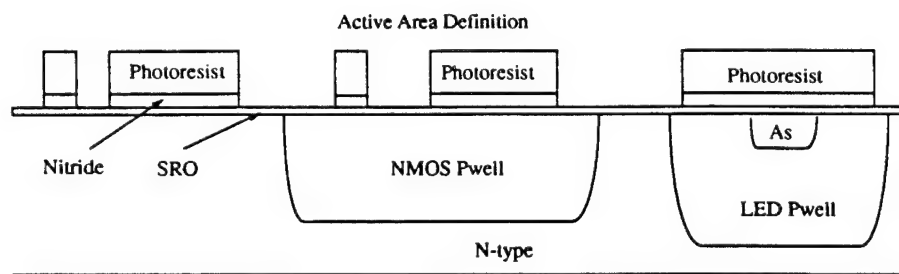 Active Area Definition
Photoresist
Photoresist
Photoresist
As
Nitride
SRO
NMOS Pwell
LED Pwell
N-type